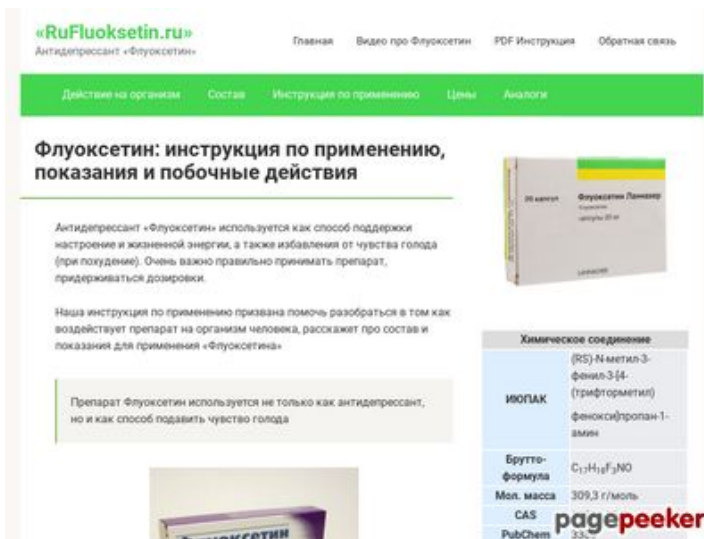 «RuFluoksetin.ru»
Антидепрессант «Флуоксетин»
Главная Видео про Флуоксетин PDF Инструкция Обратная связь
Действие на организм Состав Инструкция по применению Цены Аналоги
Флуоксетин: инструкция по применению,
показания и побочные действия
Антидепрессант «Флуоксетин» используется как способ поддержки
настроение и жизненной энергии, а также избавления от чувства голода
(при похудение). Очень важно правильно принимать препарат,
придерживаться дозировки.
Наша инструкция по применению призвана помочь разобраться в том как
воздействует препарат на организм человека, расскажет про состав и
показания для применения «Флуоксетина»
Препарат Флуоксетин используется не только как антидепрессант,
но и как способ подавить чувство голода
Флуоксетин Ланнахер
капсулы 20 мг
LANNACHER
Химическое соединение
ИЮПАК
(RS)-N-метил-3-
фенил-3-[4-
(трифторметил)
фенокси]пропан-1-
амин
Брутто-
формула
C₁₇H₁₈F₃NO
Мол. масса 309,3 г/моль
CAS
PubChem
pagepeeker